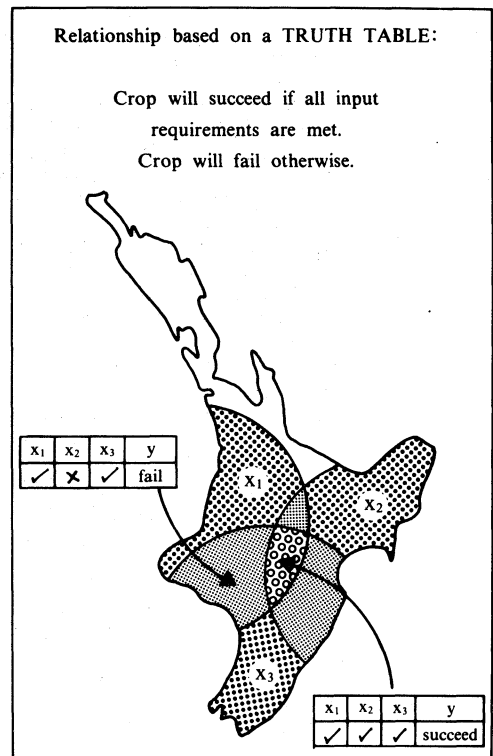 Relationship based on a TRUTH TABLE:
Crop will succeed if all input
requirements are met.
Crop will fail otherwise.
x₁ x₂ x₃ y
✓ ✗ ✓ fail
x₁
x₂
x₃
x₁ x₂ x₃ y
✓ ✓ ✓ succeed